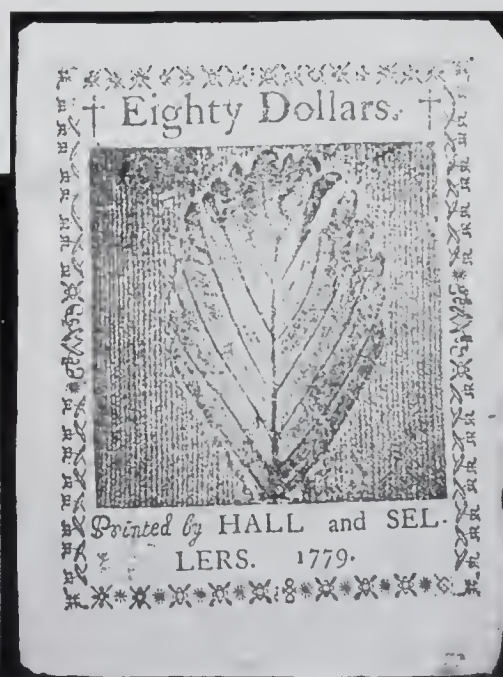 † Eighty Dollars. †
Printed by HALL and SEL-
LERS. 1779.